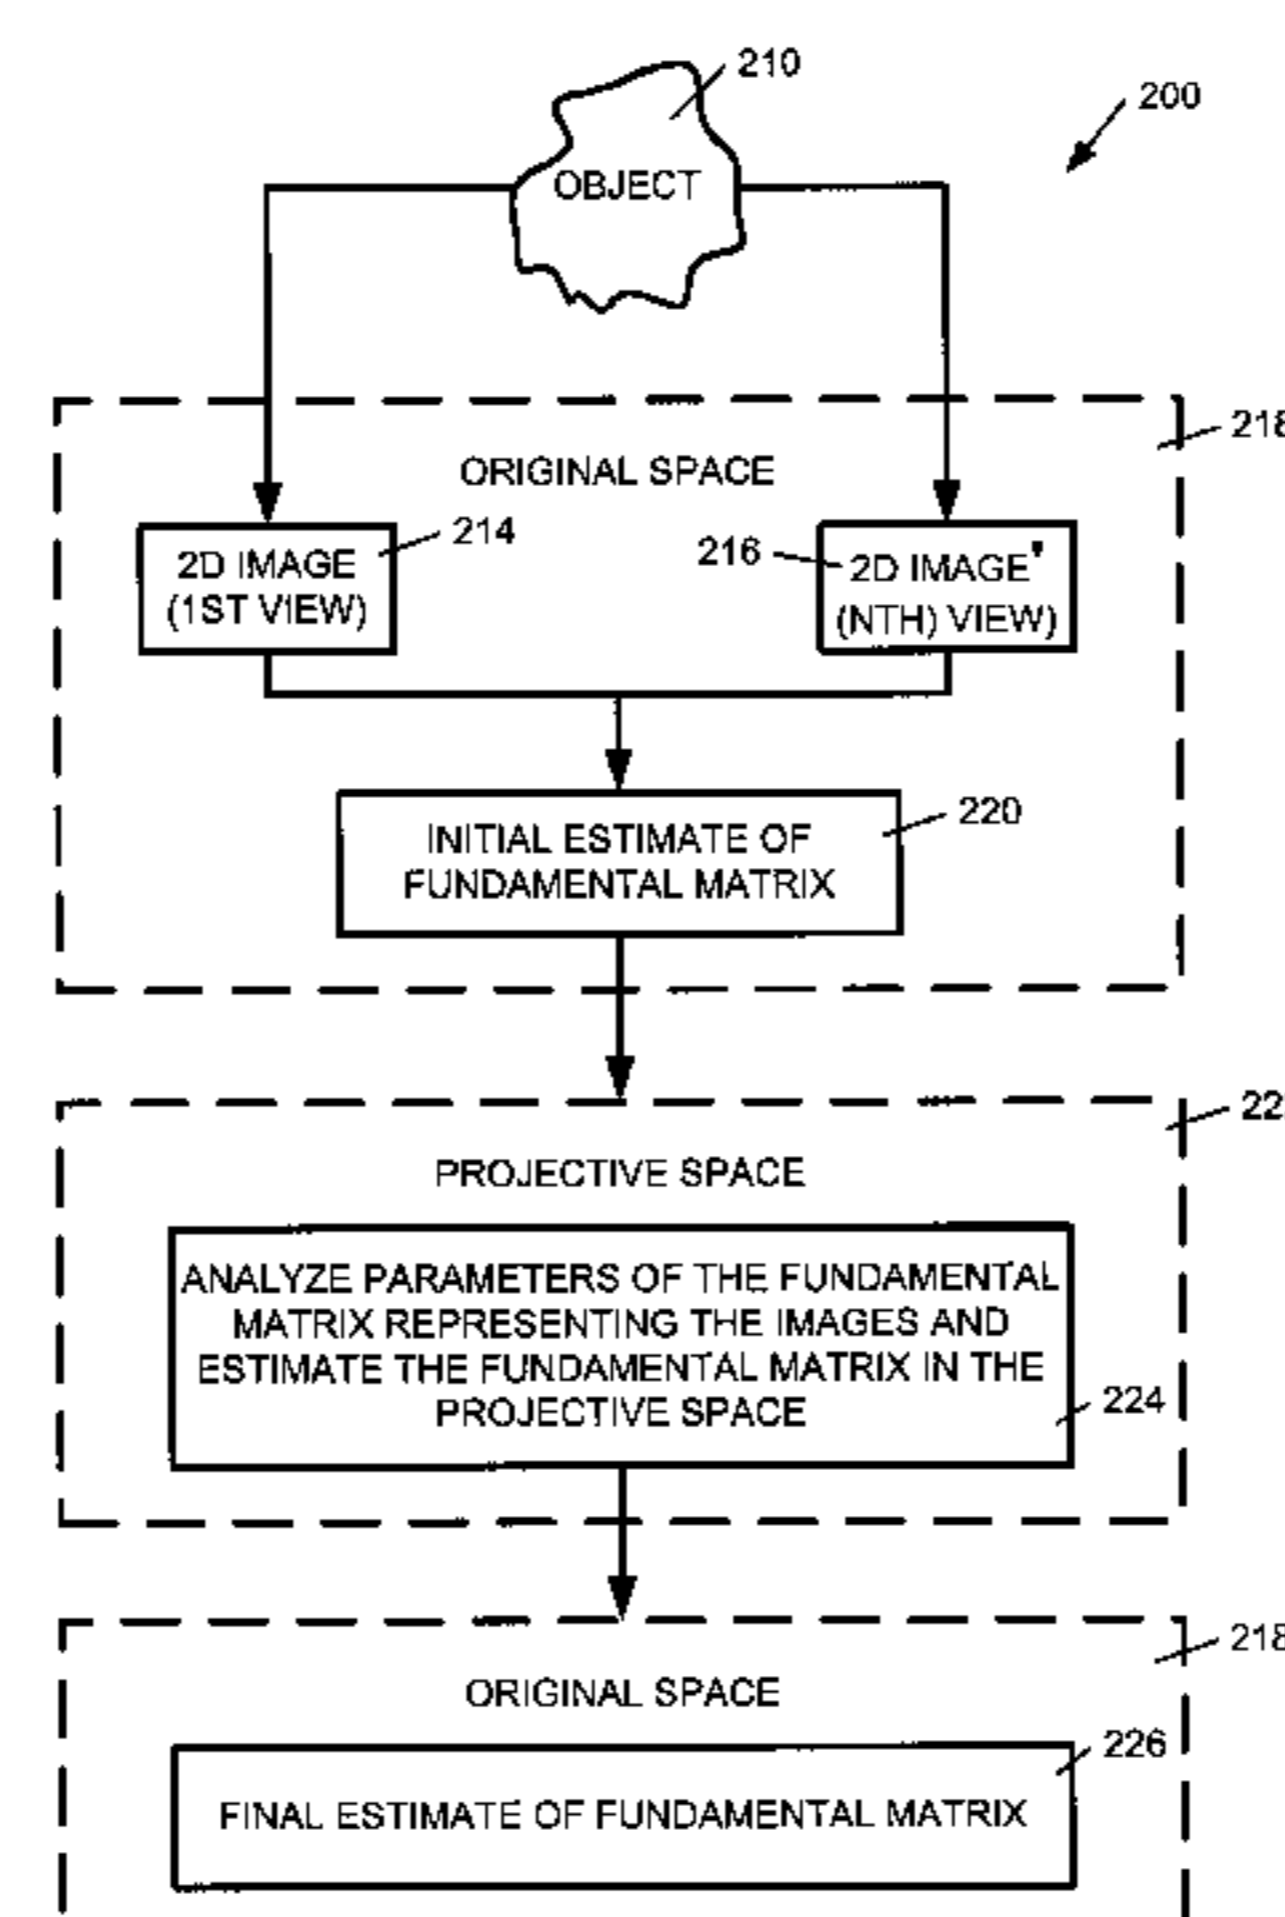 210
200
OBJECT
218
ORIGINAL SPACE
214
2D IMAGE
(1ST VIEW)
216
2D IMAGE'
(NTH) VIEW)
220
INITIAL ESTIMATE OF
FUNDAMENTAL MATRIX
PROJECTIVE SPACE
ANALYZE PARAMETERS OF THE FUNDAMENTAL
MATRIX REPRESENTING THE IMAGES AND
ESTIMATE THE FUNDAMENTAL MATRIX IN THE
PROJECTIVE SPACE
224
218
ORIGINAL SPACE
226
FINAL ESTIMATE OF FUNDAMENTAL MATRIX